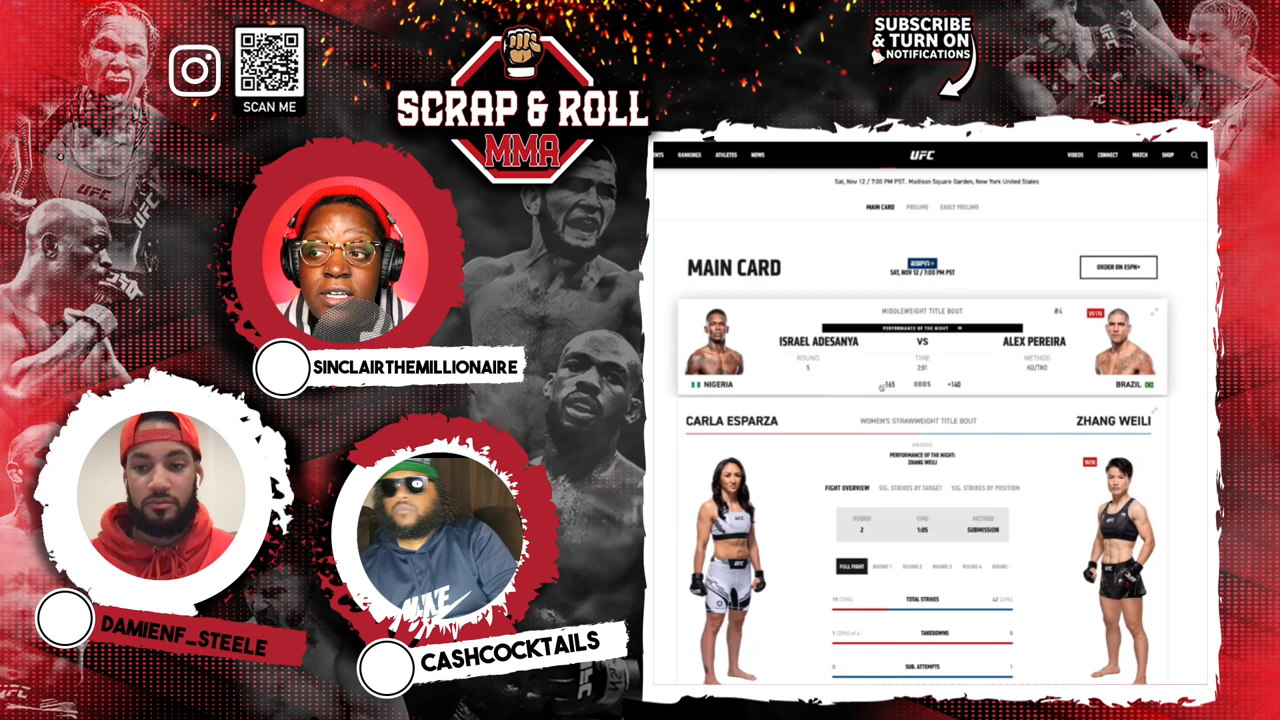 SCAN ME
SCRAP & ROLL
MMA
SUBSCRIBE
& TURN ON
NOTIFICATIONS
SINCLAIRTHEMILLIONAIRE
DAMIENF_STEELE
CASHCOCKTAILS
RANKINGS ATHLETES NEWS UFC VIDEOS CONNECT WATCH SHOP
Sat, Nov 12 / 7:00 PM PST. Madison Square Garden, New York United States
MAIN CARD PRELIMS EARLY PRELIMS
MAIN CARD
ESPN+
SAT, NOV 12 / 7:00 PM PST
ORDER ON ESPN+
MIDDLEWEIGHT TITLE BOUT #4 WIN
PERFORMANCE OF THE NIGHT
ISRAEL ADESANYA VS ALEX PEREIRA
ROUND TIME METHOD
5 2:01 KO/TKO
NIGERIA -165 ODDS +140 BRAZIL
CARLA ESPARZA WOMEN'S STRAWWEIGHT TITLE BOUT ZHANG WEILI
AWARDS
PERFORMANCE OF THE NIGHT:
ZHANG WEILI
WIN
FIGHT OVERVIEW SIG. STRIKES BY TARGET SIG. STRIKES BY POSITION
ROUND TIME METHOD
2 1:05 SUBMISSION
FULL FIGHT ROUND 1 ROUND 2 ROUND 3 ROUND 4 ROUND
TOTAL STRIKES 42
TAKEDOWNS 0
0 SUB. ATTEMPTS 1
UFC
UFC